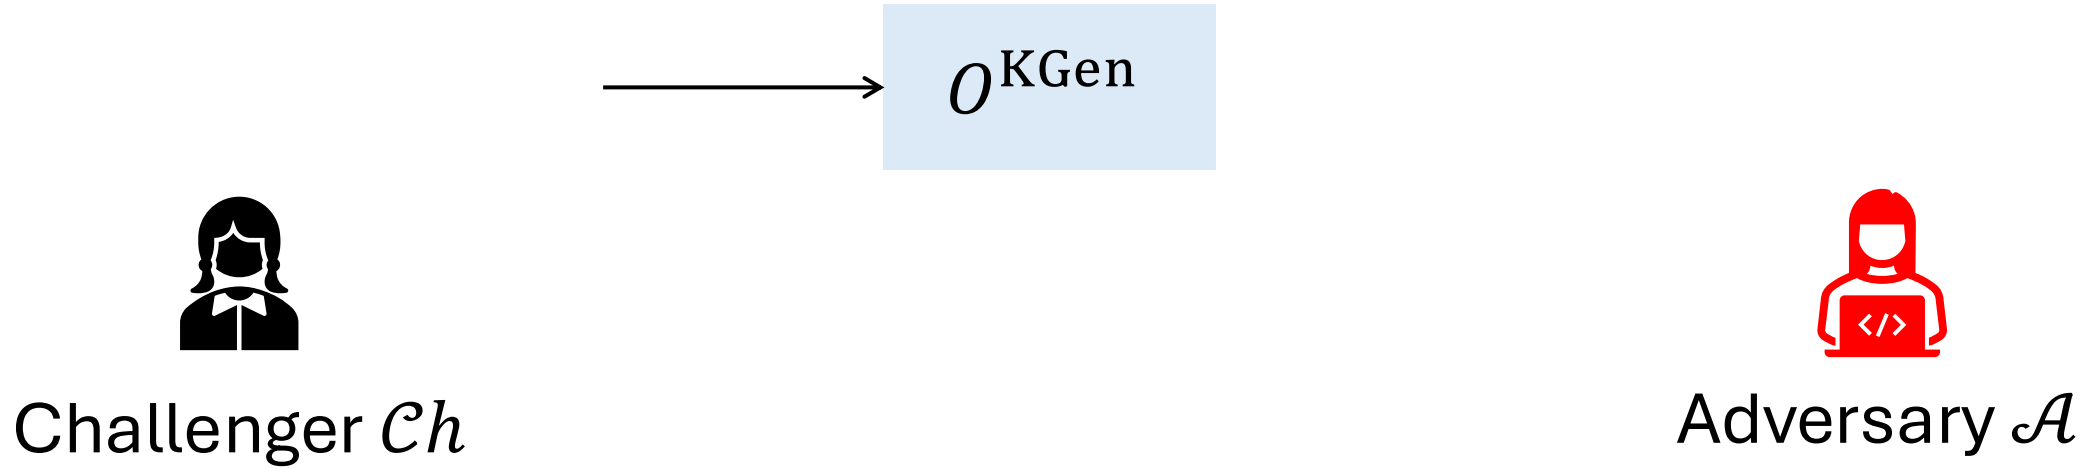 O^KGen
</>
Challenger 𝒞h
Adversary 𝒜